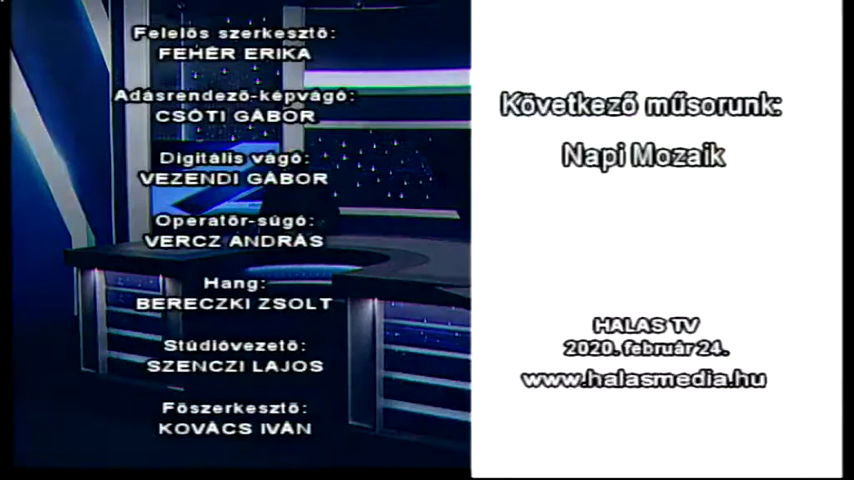 Felelős szerkesztő:
FEHÉR ERIKA
Adásrendező-képvágó:
CSÓTI GÁBOR
Digitális vágó:
VEZENDI GÁBOR
Operatőr-súgó:
VERCZ ANDRÁS
Hang:
BERECZKI ZSOLT
Stúdióvezető:
SZENCZI LAJOS
Főszerkesztő:
KOVÁCS IVÁN
Következő műsorunk:
Napi Mozaik
HALAS TV
2020. február 24.
www.halasmedia.hu